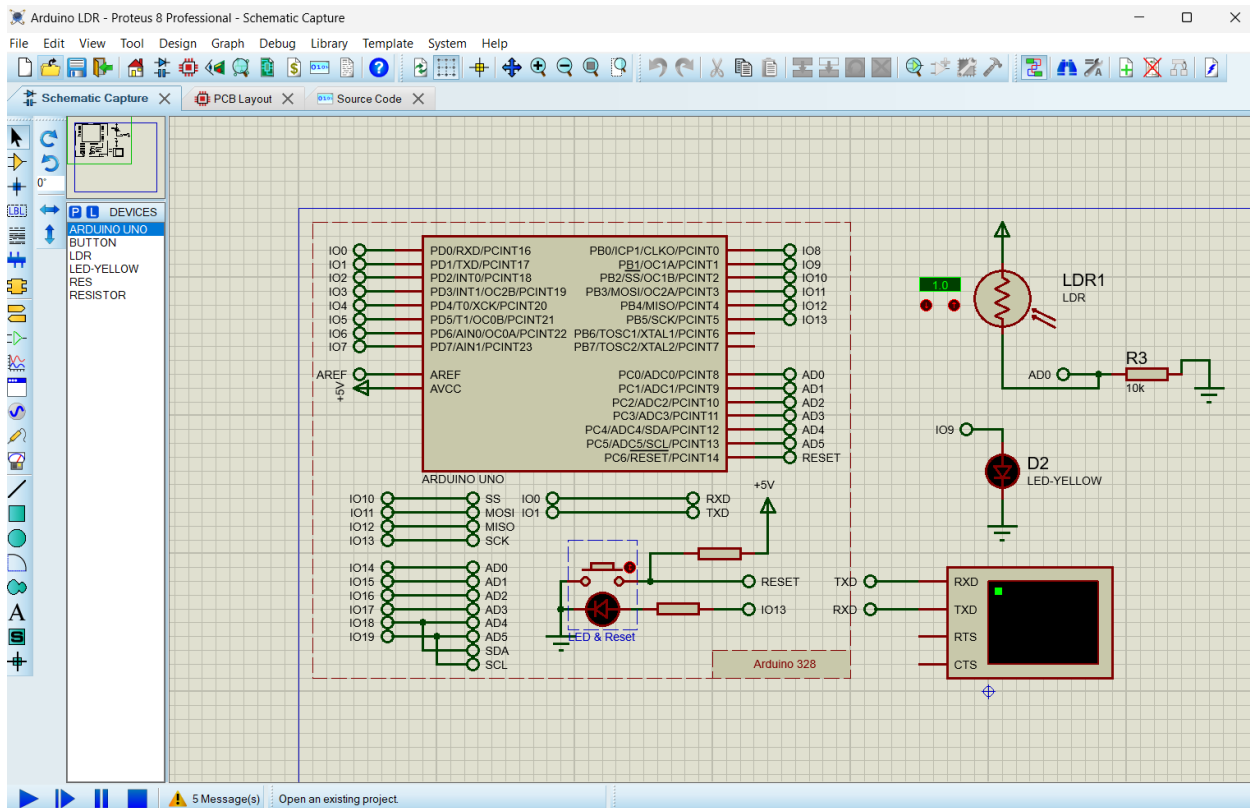 Arduino LDR - Proteus 8 Professional - Schematic Capture
File Edit View Tool Design Graph Debug Library Template System Help
Schematic Capture PCB Layout Source Code
0°
P L DEVICES
ARDUINO UNO
BUTTON
LDR
LED-YELLOW
RES
RESISTOR
LBL
A
S
IO0 PD0/RXD/PCINT16 PB0/ICP1/CLKO/PCINT0 IO8
IO1 PD1/TXD/PCINT17 PB1/OC1A/PCINT1 IO9
IO2 PD2/INT0/PCINT18 PB2/SS/OC1B/PCINT2 IO10
IO3 PD3/INT1/OC2B/PCINT19 PB3/MOSI/OC2A/PCINT3 IO11
IO4 PD4/T0/XCK/PCINT20 PB4/MISO/PCINT4 IO12
IO5 PD5/T1/OC0B/PCINT21 PB5/SCK/PCINT5 IO13
IO6 PD6/AIN0/OC0A/PCINT22 PB6/TOSC1/XTAL1/PCINT6
IO7 PD7/AIN1/PCINT23 PB7/TOSC2/XTAL2/PCINT7
AREF AREF PC0/ADC0/PCINT8 AD0
+5V AVCC PC1/ADC1/PCINT9 AD1
PC2/ADC2/PCINT10 AD2
PC3/ADC3/PCINT11 AD3
PC4/ADC4/SDA/PCINT12 AD4
PC5/ADC5/SCL/PCINT13 AD5
PC6/RESET/PCINT14 RESET
ARDUINO UNO
IO10 SS
IO11 MOSI
IO12 MISO
IO13 SCK
IO0 RXD
IO1 TXD
+5V
IO14 AD0
IO15 AD1
IO16 AD2
IO17 AD3
IO18 AD4
IO19 AD5
SDA
SCL
RESET
IO13
LED & Reset
Arduino 328
1.0
LDR1
LDR
R3
AD0
10k
IO9
D2
LED-YELLOW
TXD RXD
RXD TXD
RTS
CTS
5 Message(s) Open an existing project.